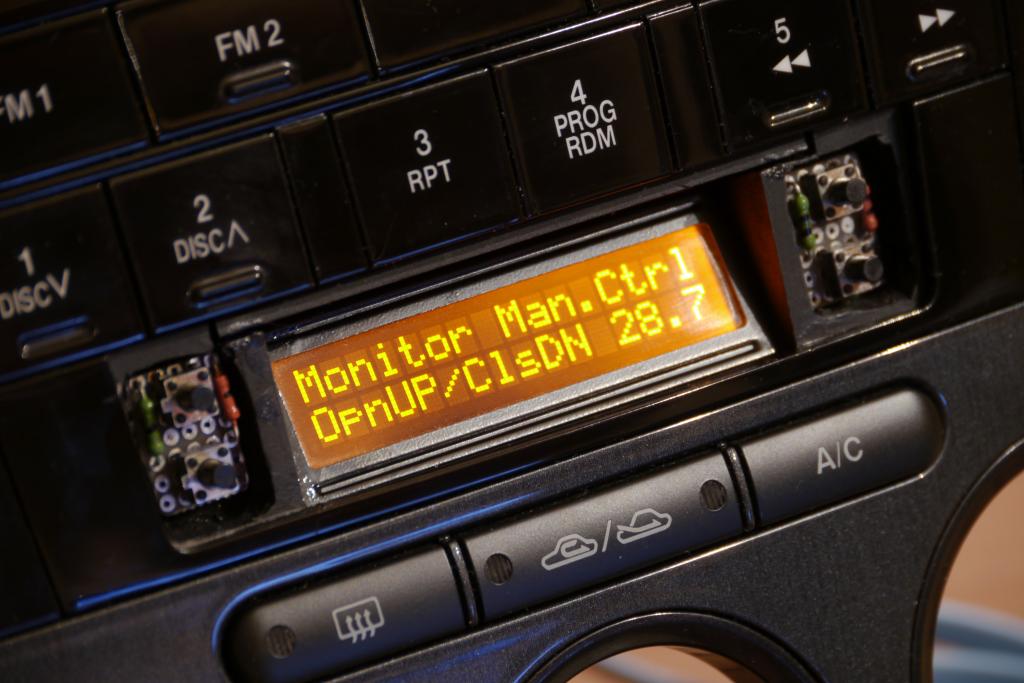 FM 1
FM 2
1
DISC∨
2
DISC∧
3
RPT
4
PROG
RDM
5
Monitor Man.Ctrl
OpnUP/ClsDN 28.7
A/C